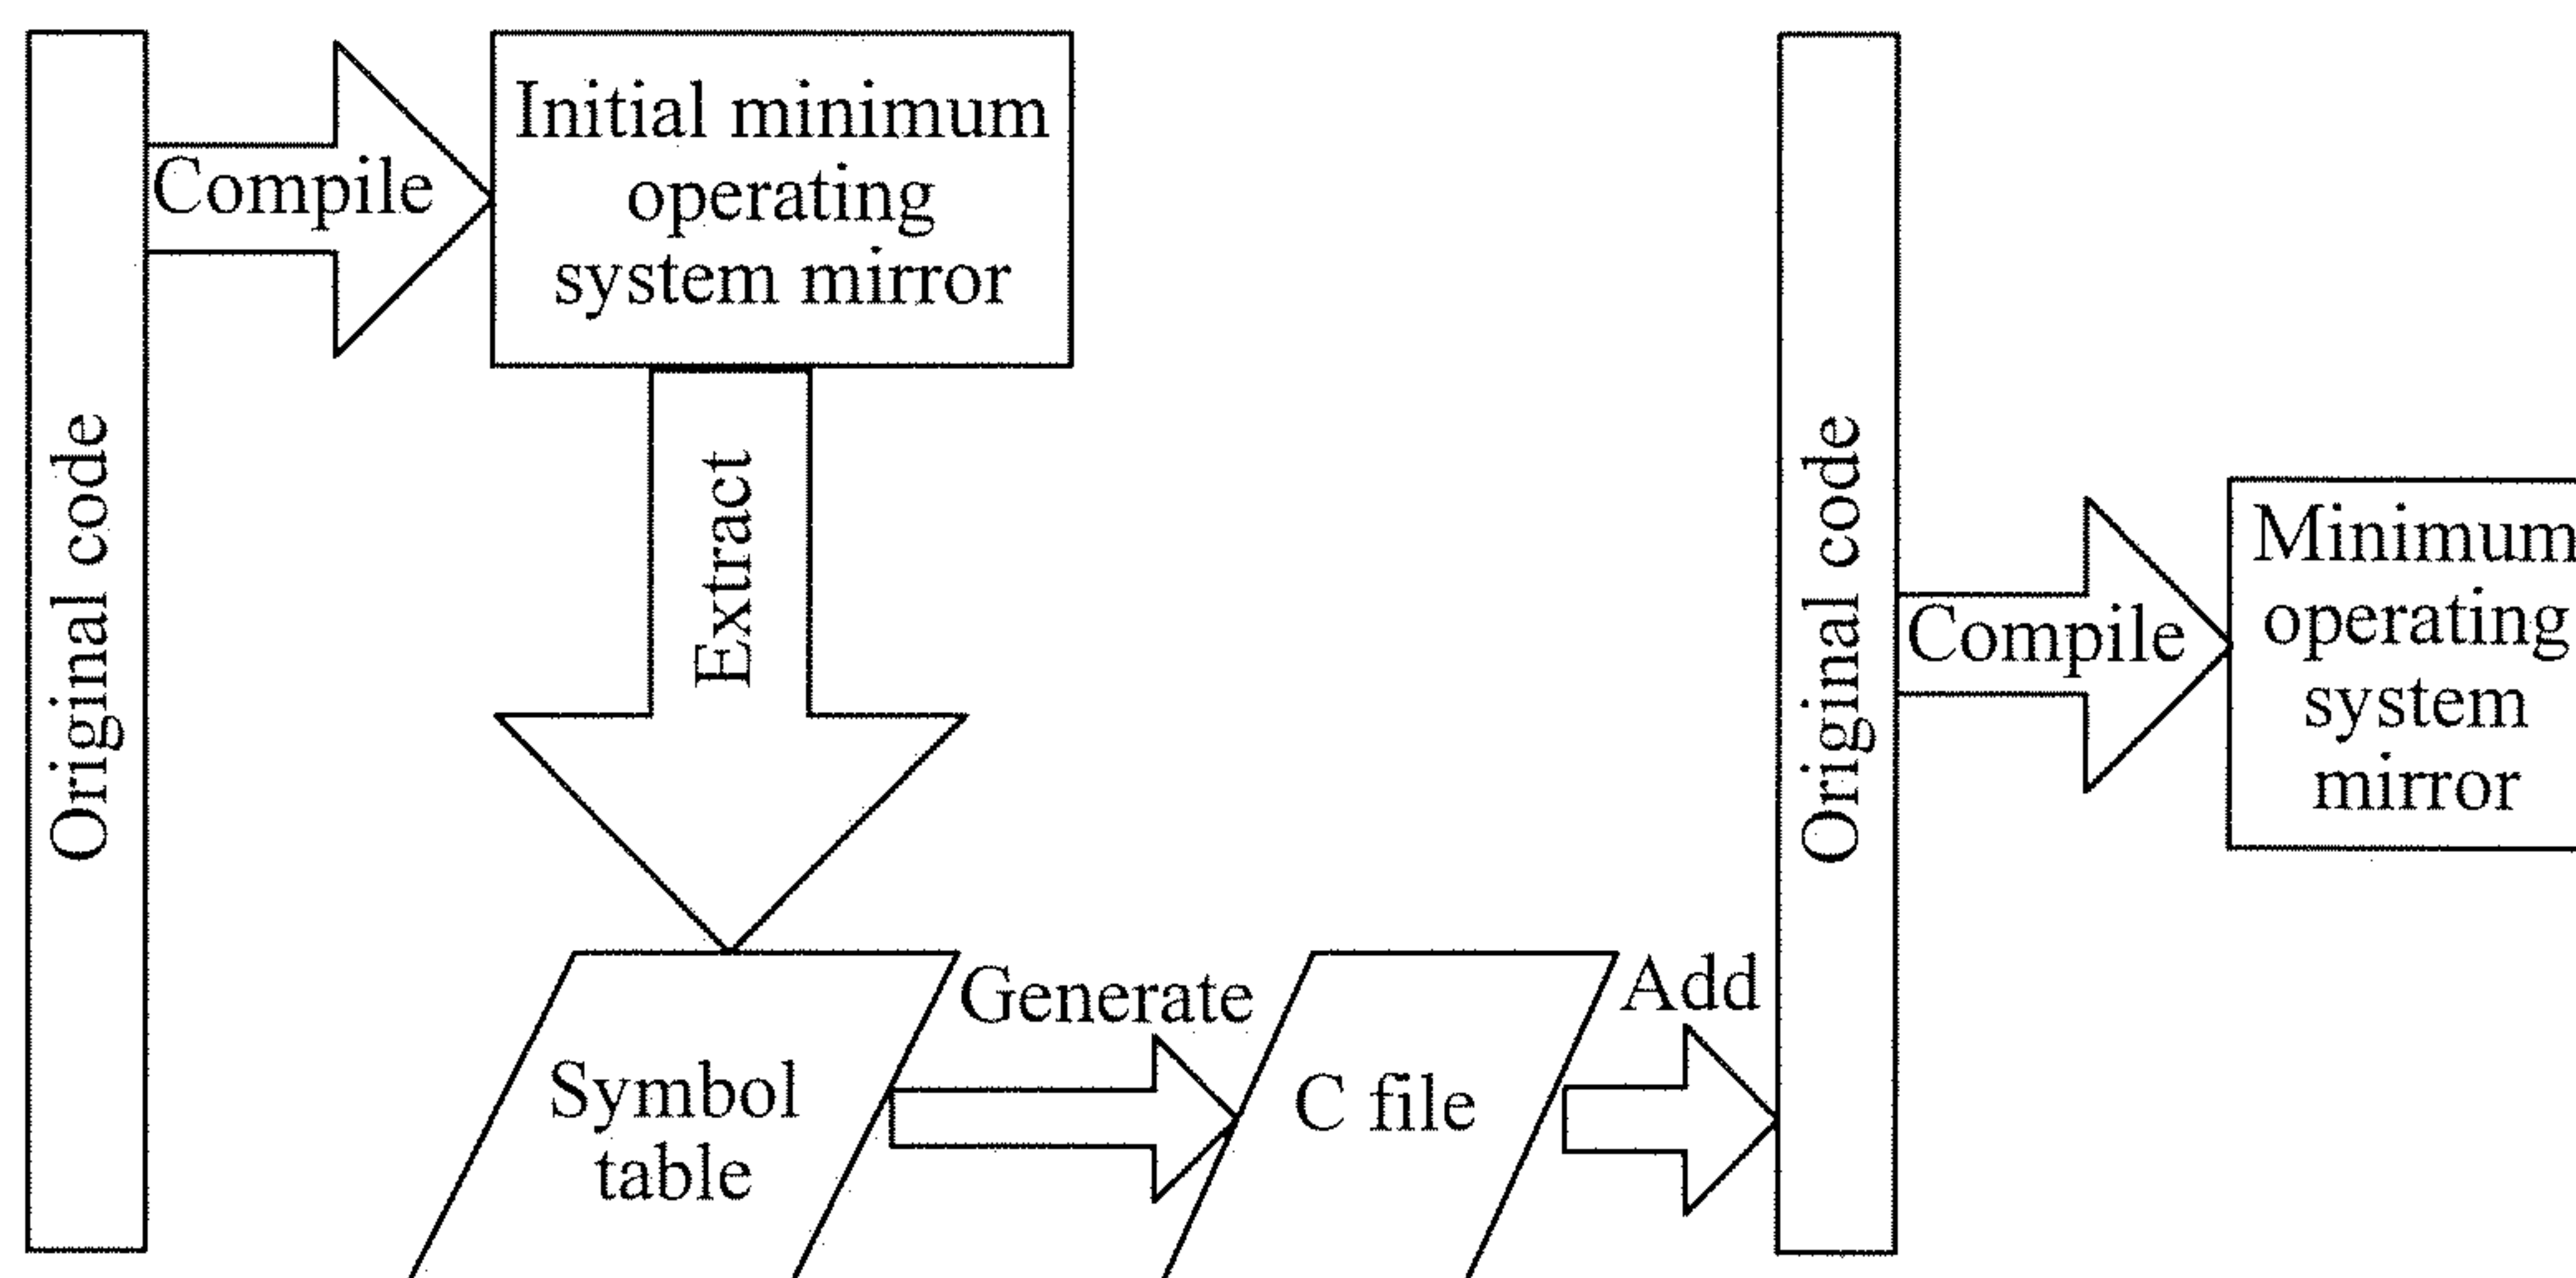 Original code
Compile
Initial minimum
operating
system mirror
Extract
Symbol
table
Generate
C file
Add
Original code
Compile
Minimum
operating
system
mirror